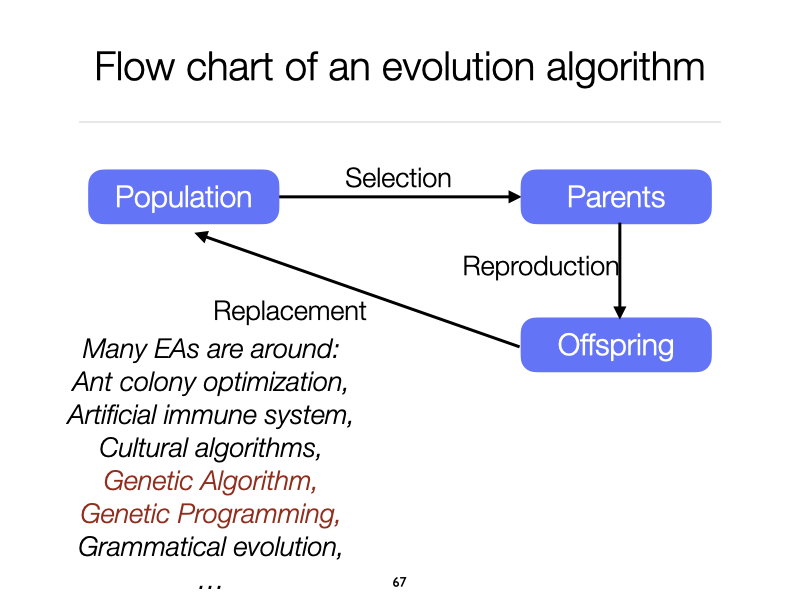 Flow chart of an evolution algorithm
Population
Selection
Parents
Reproduction
Offspring
Replacement
Many EAs are around:
Ant colony optimization,
Artificial immune system,
Cultural algorithms,
Genetic Algorithm,
Genetic Programming,
Grammatical evolution,
...
67